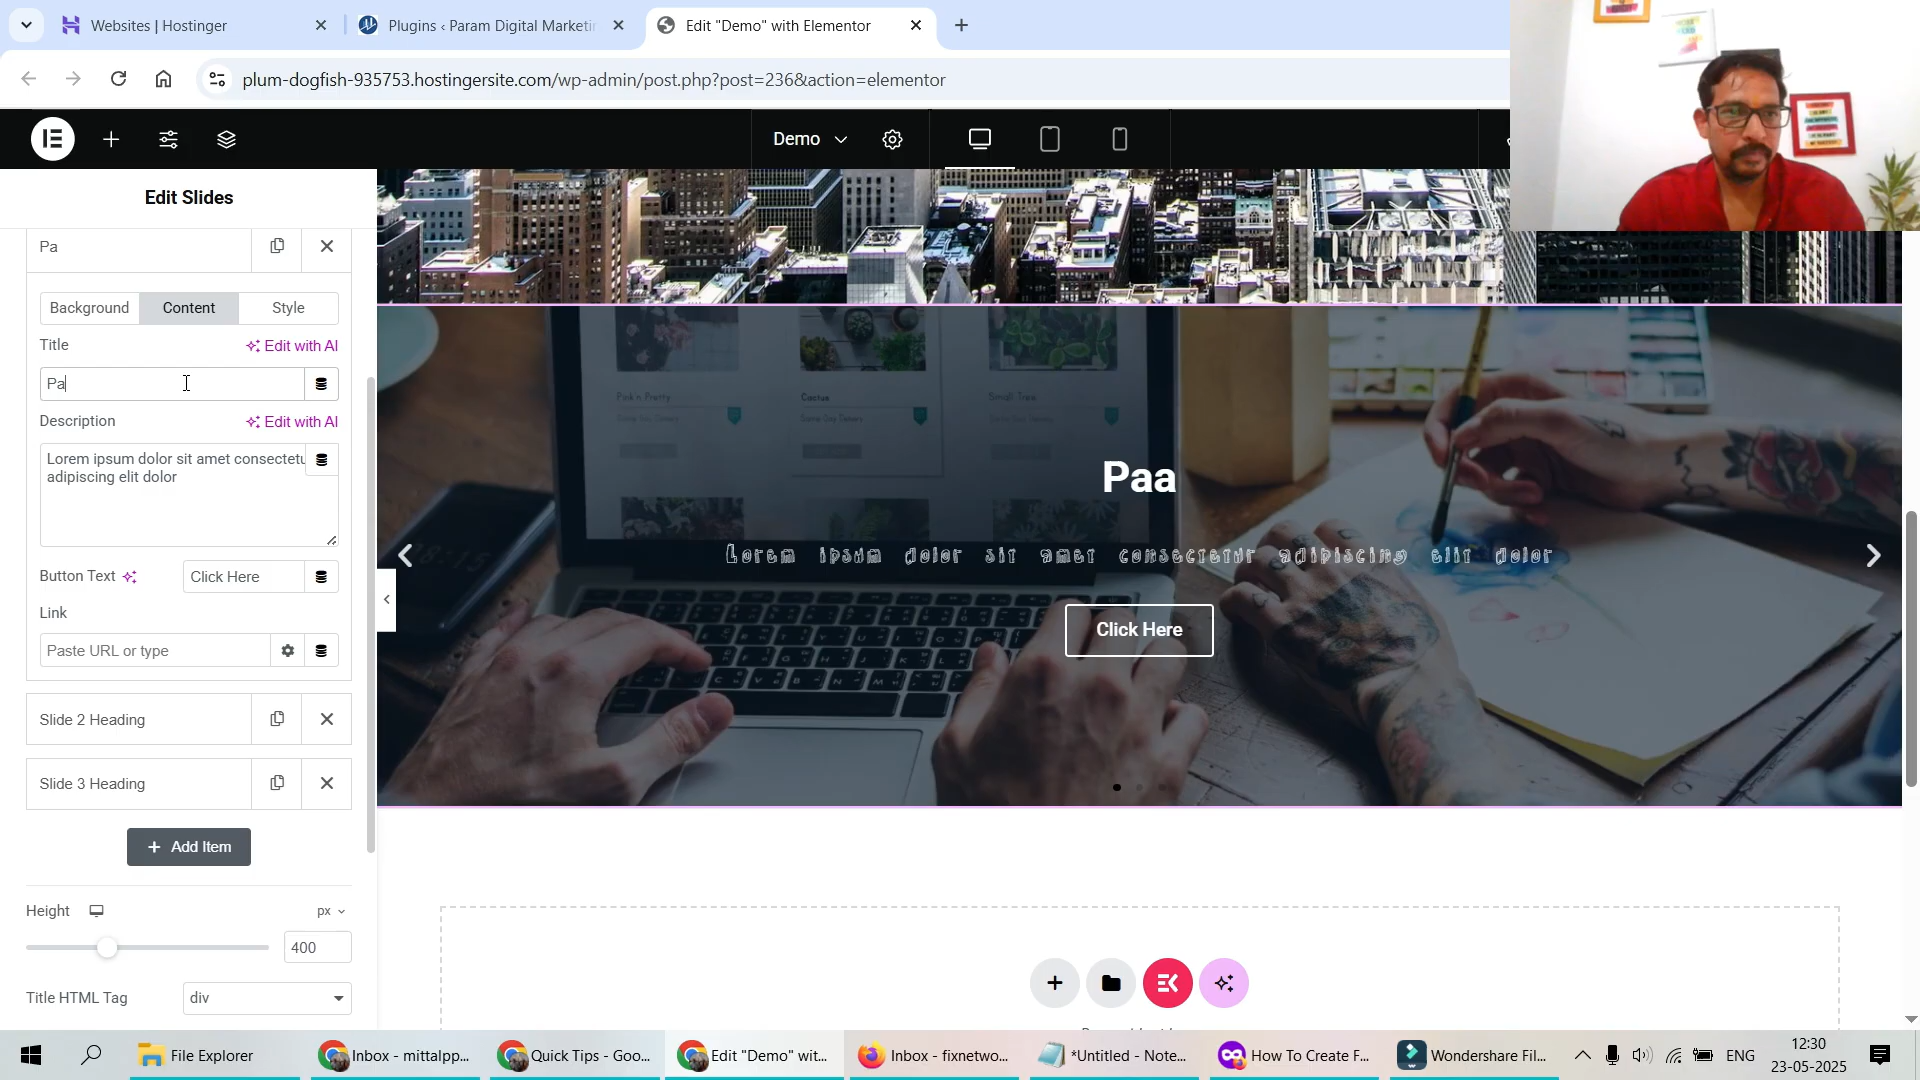 Websites | Hostinger
Plugins ‹ Param Digital Marketi
Edit "Demo" with Elementor
plum-dogfish-935753.hostingersite.com/wp-admin/post.php?post=236&action=elementor
Demo
Edit Slides
Pa
Background
Content
Style
Title
Edit with AI
Pa
Description
Edit with AI
Lorem ipsum dolor sit amet consectetu
adipiscing elit dolor
Button Text
Click Here
Link
Paste URL or type
Slide 2 Heading
Slide 3 Heading
+ Add Item
Height
px
400
Title HTML Tag
div
Pink n Pretty
Cactus
Paa
Lorem ipsum dolor sit amet consectetur adipiscing elit dolor
Click Here
File Explorer
Inbox - mittalpp...
Quick Tips - Goo...
Edit "Demo" wit...
Inbox - fixnetwo...
*Untitled - Note...
How To Create F...
Wondershare Fil...
ENG
12:30
23-05-2025